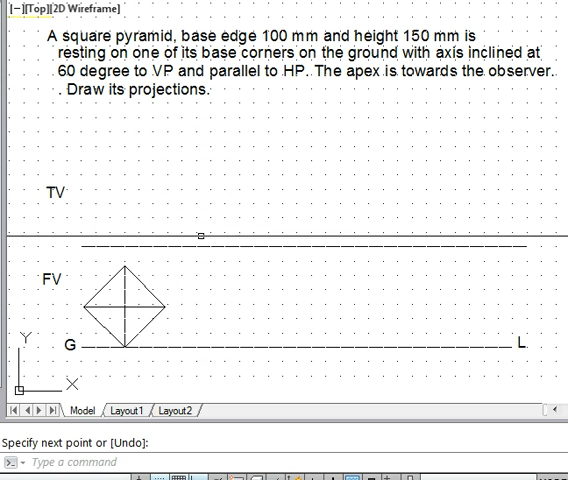 [−][Top][2D Wireframe]
A square pyramid, base edge 100 mm and height 150 mm is
resting on one of its base corners on the ground with axis inclined at
60 degree to VP and parallel to HP. The apex is towards the observer.
. Draw its projections.
TV
FV
Y
G
L
X
Model Layout1 Layout2
Specify next point or [Undo]:
Type a command